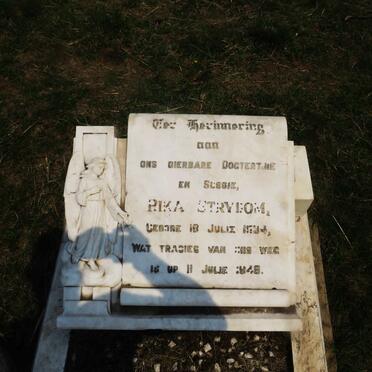 Ter Herinnering
aan
ONS DIERBARE DOGTERTJIE
EN SUSSIE,
RIKA STRYDOM,
GEBORE 18 JULIE 1934,
WAT TRAGIES VAN ONS WEG
IS OP 11 JULIE 1948.